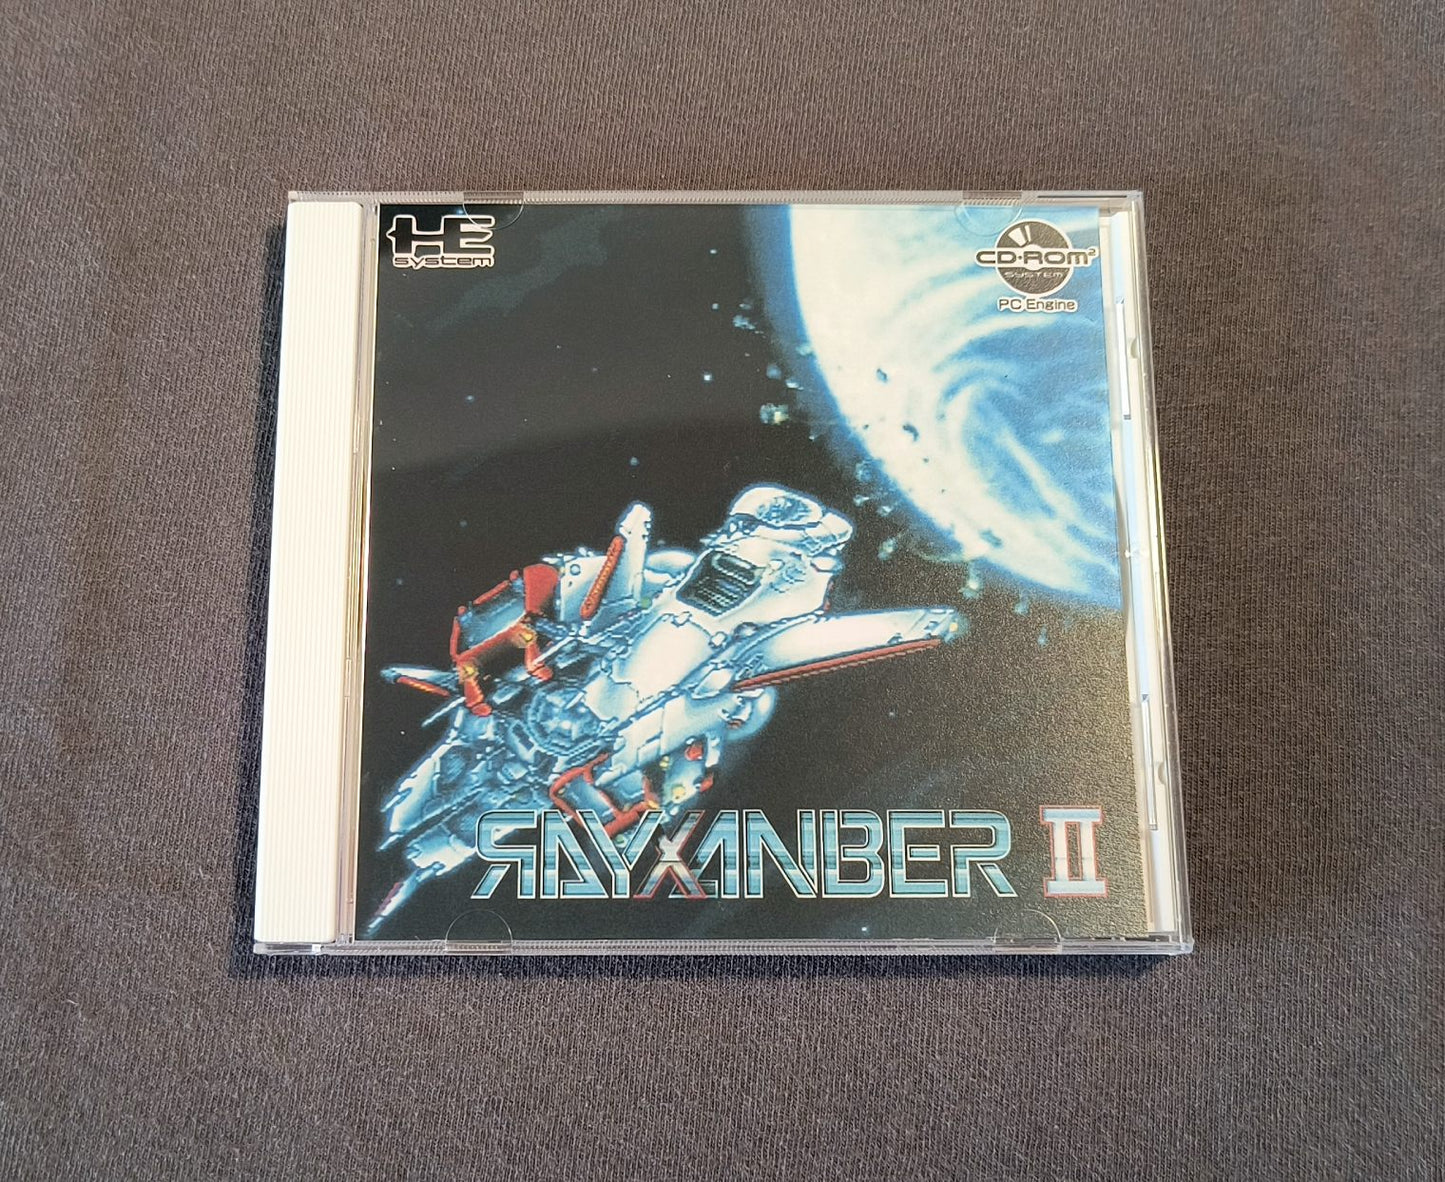 HE
system
CD-ROM²
SYSTEM
PC Engine
RAYXANBER II